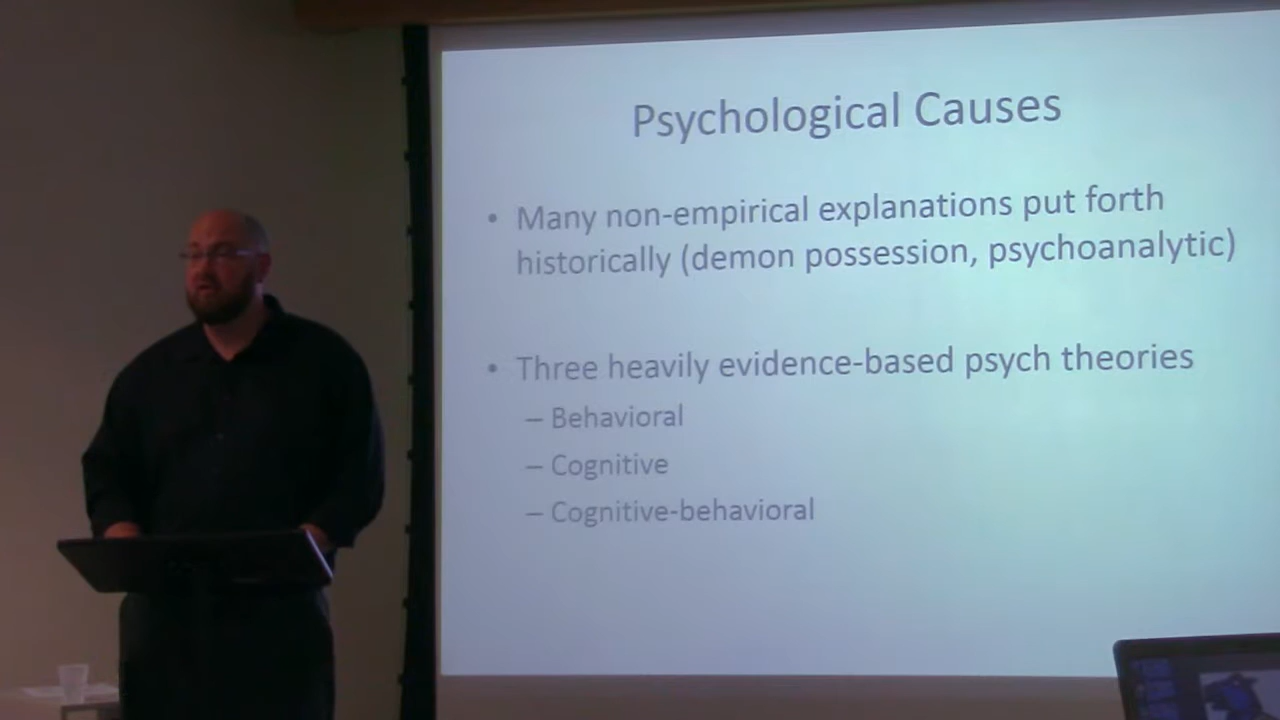 Psychological Causes
• Many non-empirical explanations put forth
historically (demon possession, psychoanalytic)
• Three heavily evidence-based psych theories
– Behavioral
– Cognitive
– Cognitive-behavioral